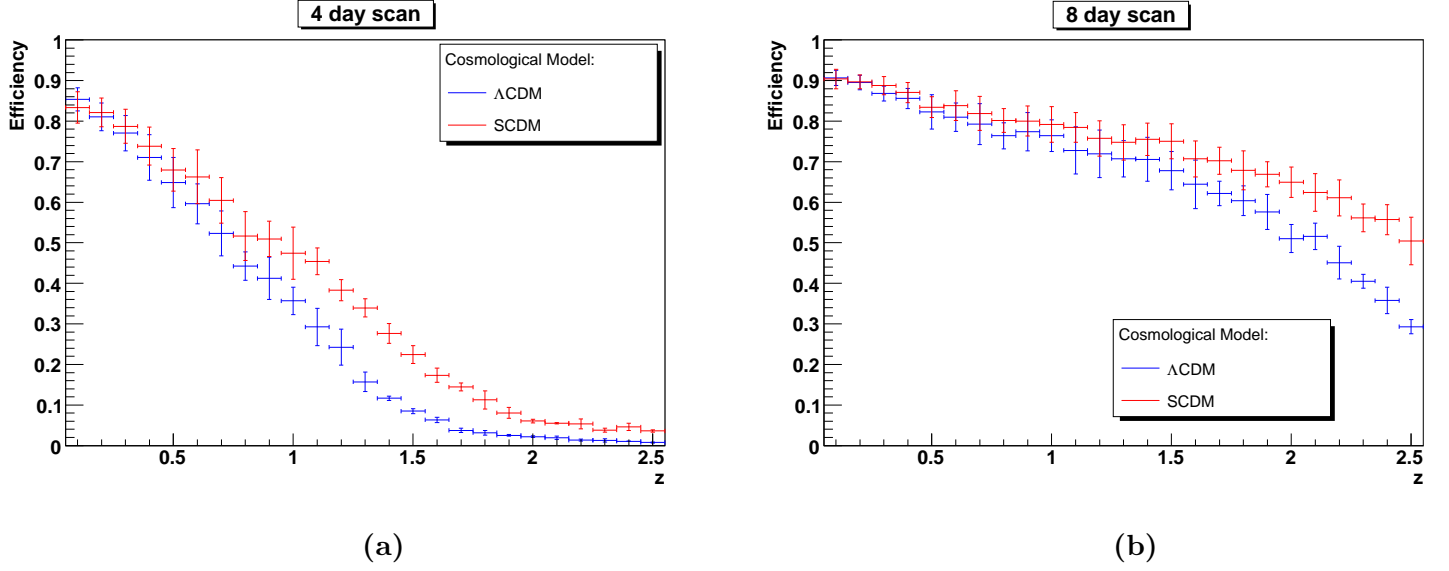 4 day scan
Efficiency
1
0.9
0.8
0.7
0.6
0.5
0.4
0.3
0.2
0.1
0
0.5
1
1.5
2
2.5
z
Cosmological Model:
ΛCDM
SCDM
(a)
8 day scan
Efficiency
1
0.9
0.8
0.7
0.6
0.5
0.4
0.3
0.2
0.1
0
0.5
1
1.5
2
2.5
z
Cosmological Model:
ΛCDM
SCDM
(b)